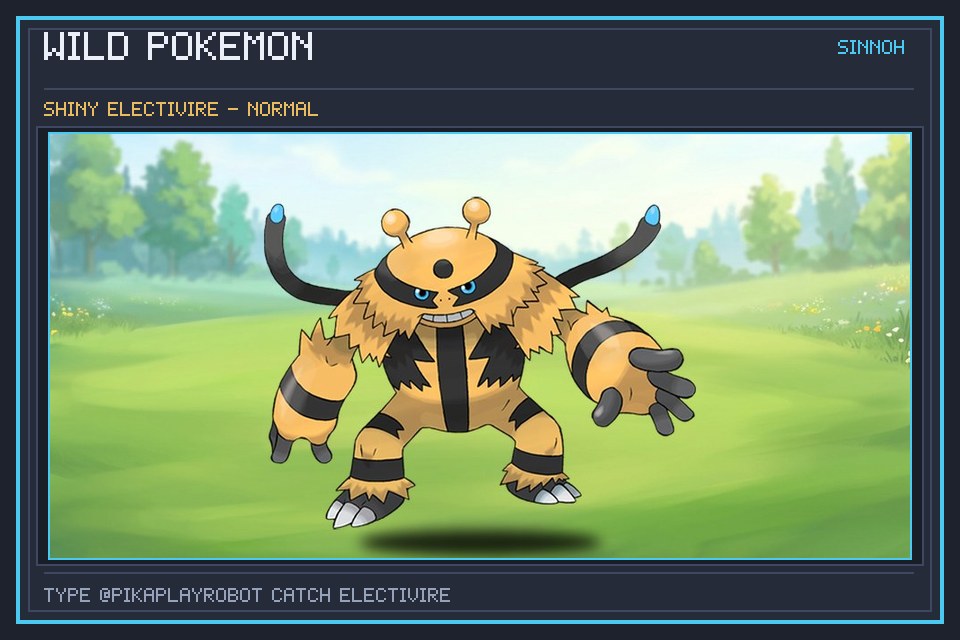 WILD POKEMON
SINNOH
SHINY ELECTIVIRE - NORMAL
TYPE @PIKAPLAYROBOT CATCH ELECTIVIRE